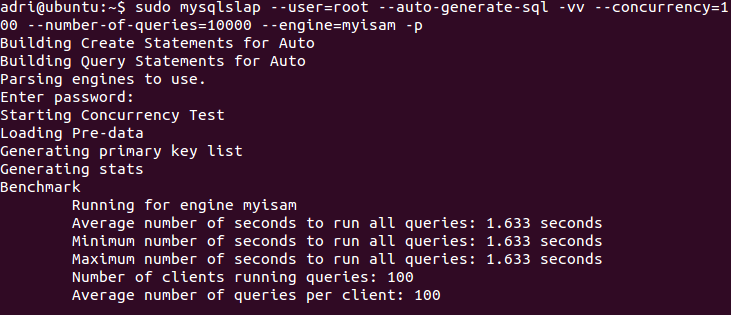 adri@ubuntu:~$ sudo mysqlslap --user=root --auto-generate-sql -vv --concurrency=1
00 --number-of-queries=10000 --engine=myisam -p
Building Create Statements for Auto
Building Query Statements for Auto
Parsing engines to use.
Enter password:
Starting Concurrency Test
Loading Pre-data
Generating primary key list
Generating stats
Benchmark
        Running for engine myisam
        Average number of seconds to run all queries: 1.633 seconds
        Minimum number of seconds to run all queries: 1.633 seconds
        Maximum number of seconds to run all queries: 1.633 seconds
        Number of clients running queries: 100
        Average number of queries per client: 100